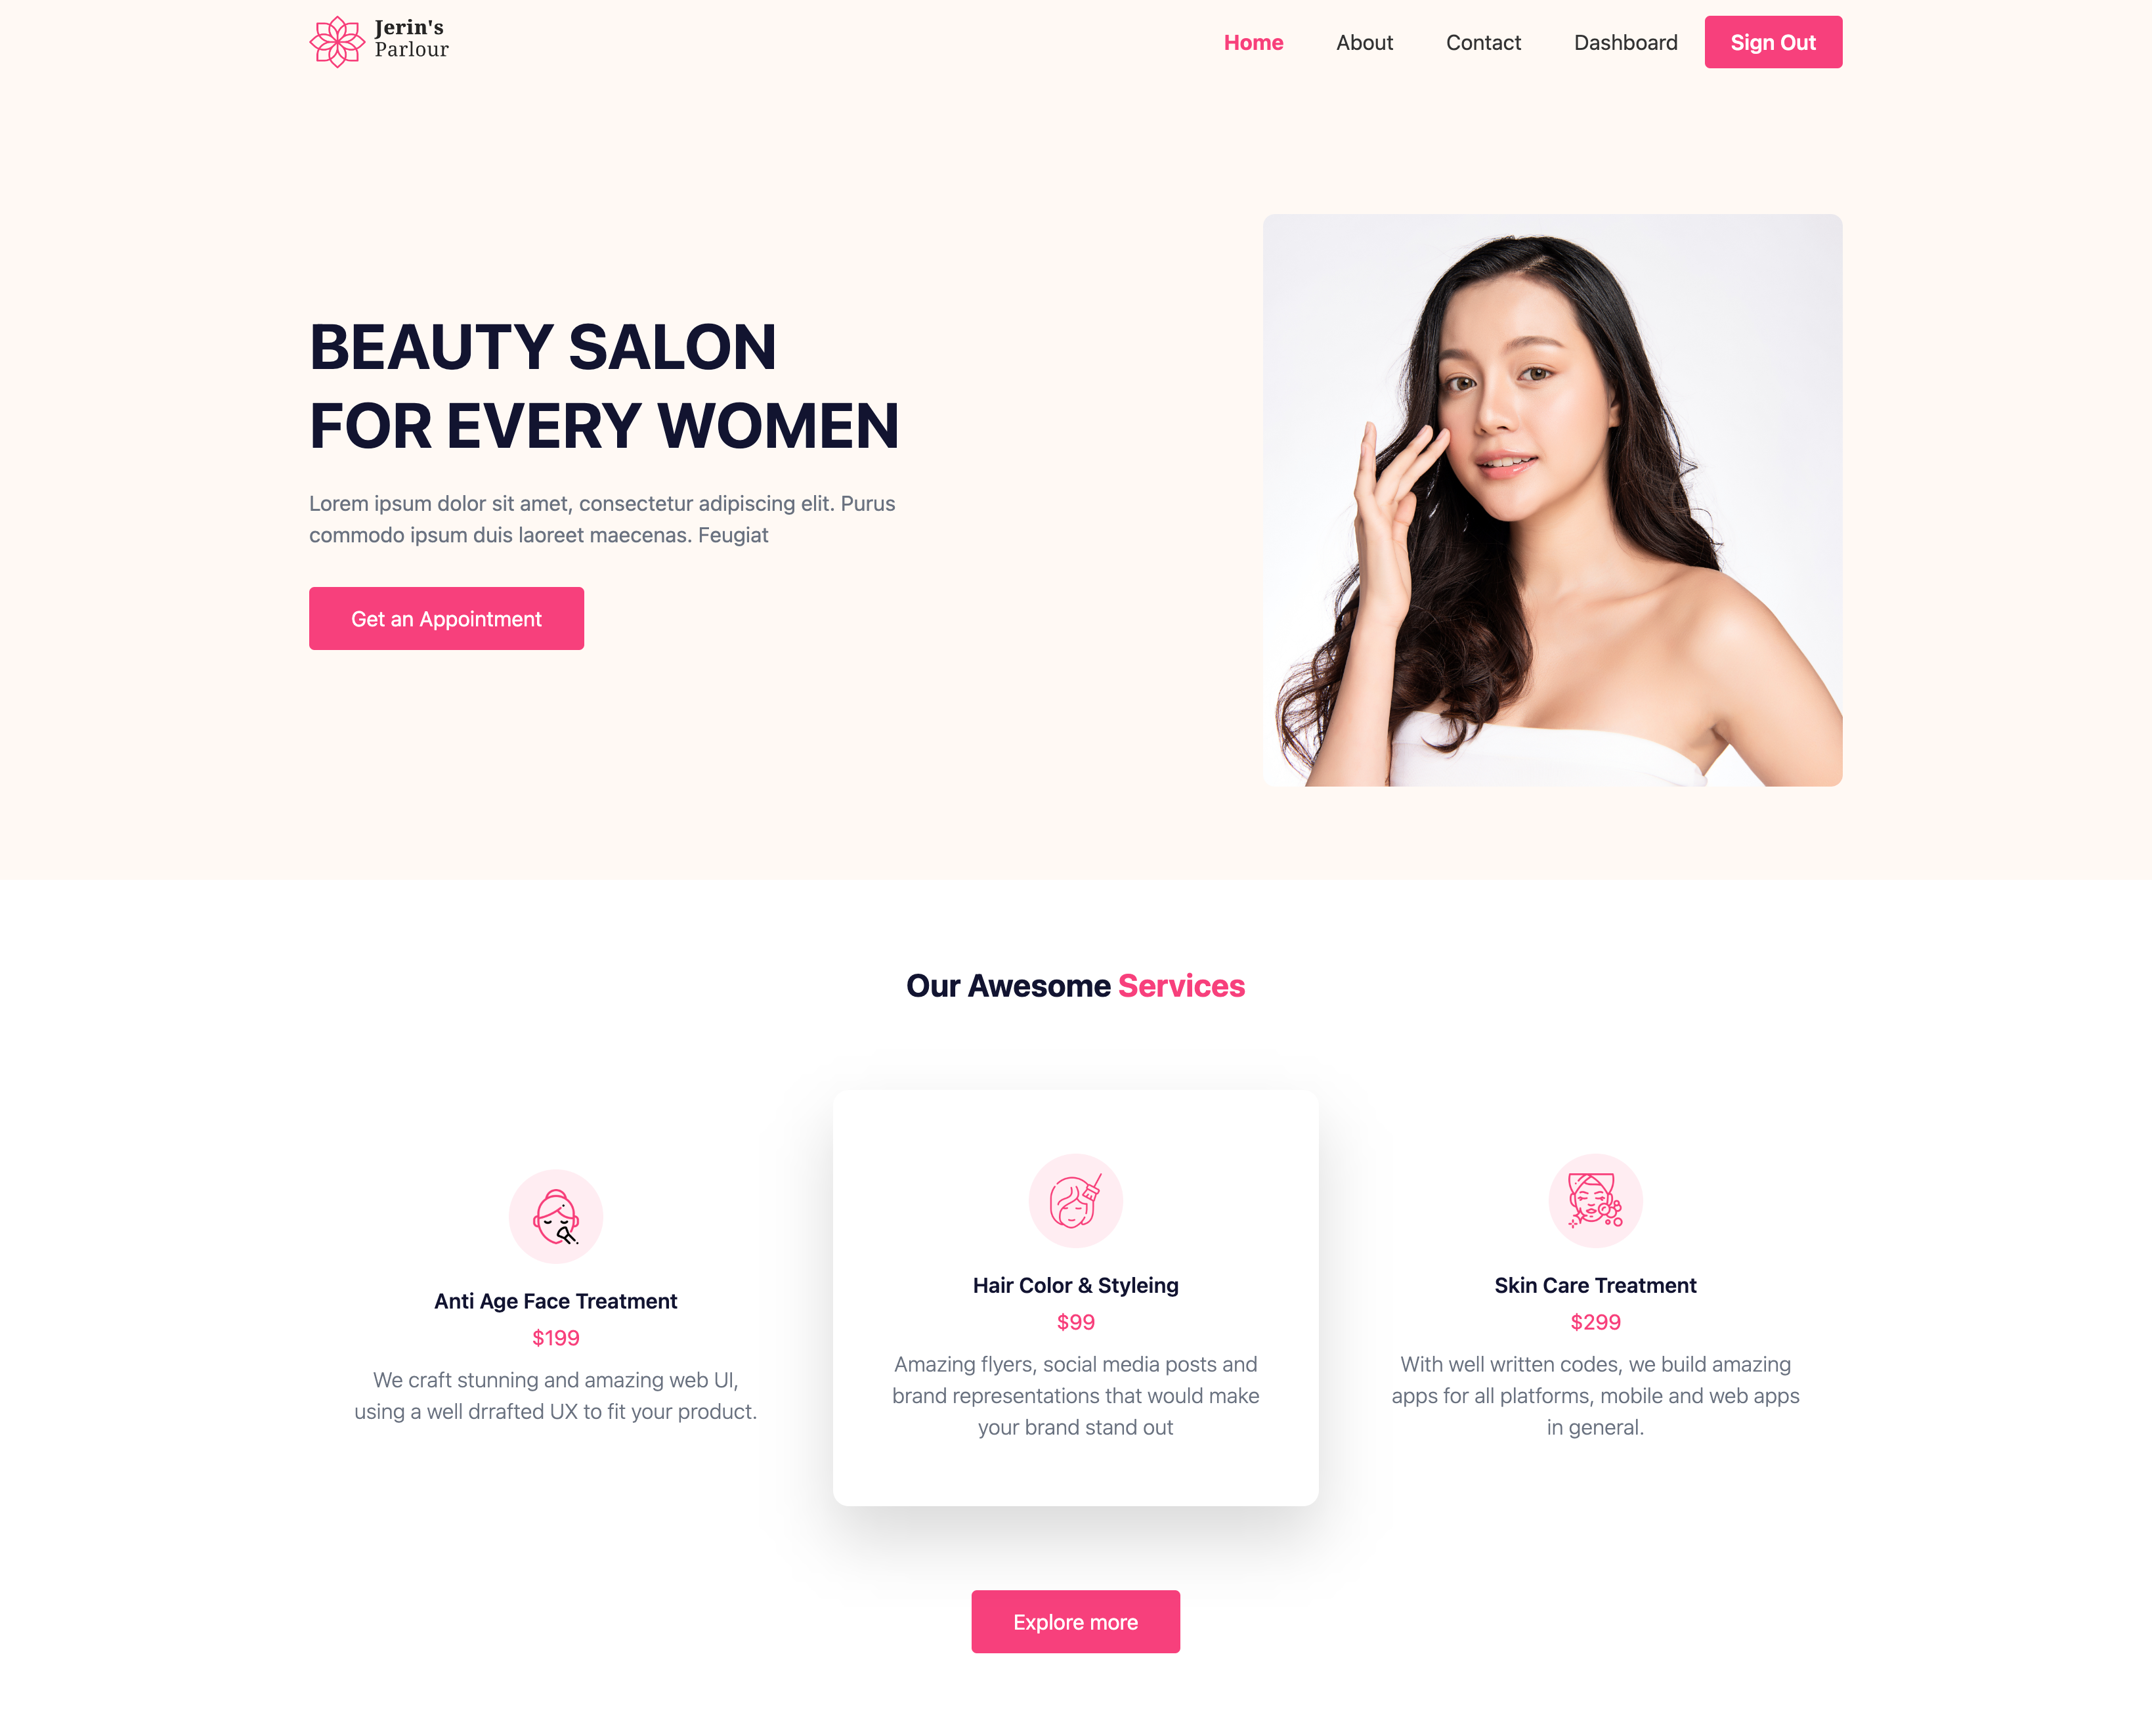 Jerin's
Parlour
Home About Contact Dashboard Sign Out
BEAUTY SALON
FOR EVERY WOMEN
Lorem ipsum dolor sit amet, consectetur adipiscing elit. Purus
commodo ipsum duis laoreet maecenas. Feugiat
Get an Appointment
Our Awesome Services
Anti Age Face Treatment
$199
We craft stunning and amazing web UI,
using a well drrafted UX to fit your product.
Hair Color & Styleing
$99
Amazing flyers, social media posts and
brand representations that would make
your brand stand out
Skin Care Treatment
$299
With well written codes, we build amazing
apps for all platforms, mobile and web apps
in general.
Explore more